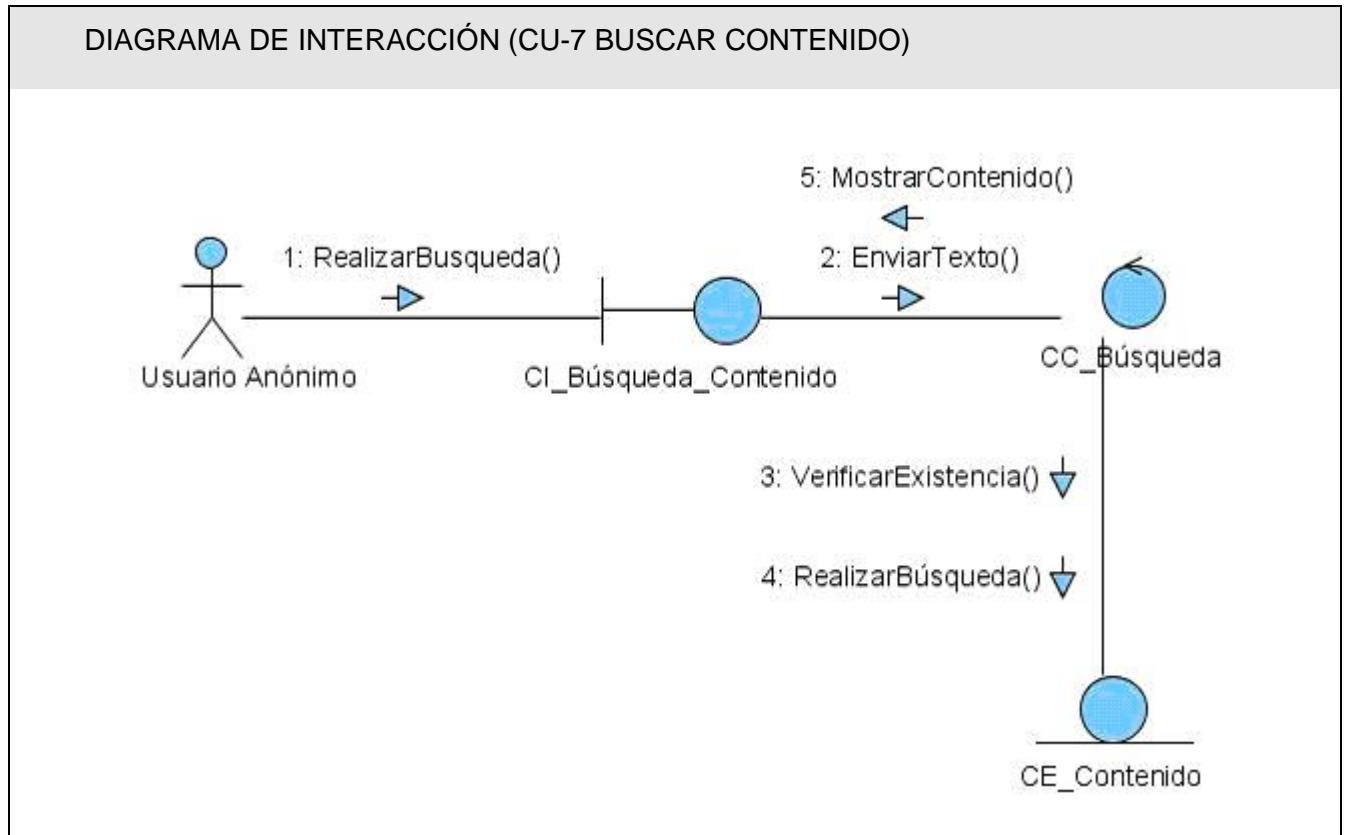 DIAGRAMA DE INTERACCIÓN (CU-7 BUSCAR CONTENIDO)
5: MostrarContenido()
1: RealizarBusqueda()
2: EnviarTexto()
Usuario Anónimo
CI_Búsqueda_Contenido
CC_Búsqueda
3: VerificarExistencia()
4: RealizarBúsqueda()
CE_Contenido